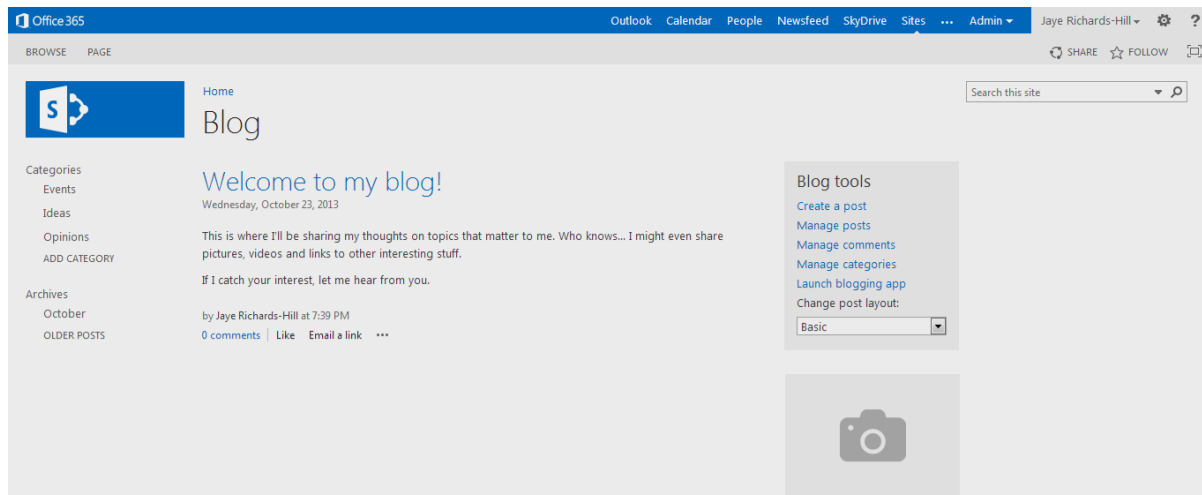 Office 365 Outlook Calendar People Newsfeed SkyDrive Sites ••• Admin Jaye Richards-Hill ?
BROWSE PAGE SHARE FOLLOW
S
Home
Blog
Search this site
Categories
Events
Ideas
Opinions
ADD CATEGORY
Archives
October
OLDER POSTS
Welcome to my blog!
Wednesday, October 23, 2013
This is where I'll be sharing my thoughts on topics that matter to me. Who knows... I might even share
pictures, videos and links to other interesting stuff.
If I catch your interest, let me hear from you.
by Jaye Richards-Hill at 7:39 PM
0 comments Like Email a link •••
Blog tools
Create a post
Manage posts
Manage comments
Manage categories
Launch blogging app
Change post layout:
Basic